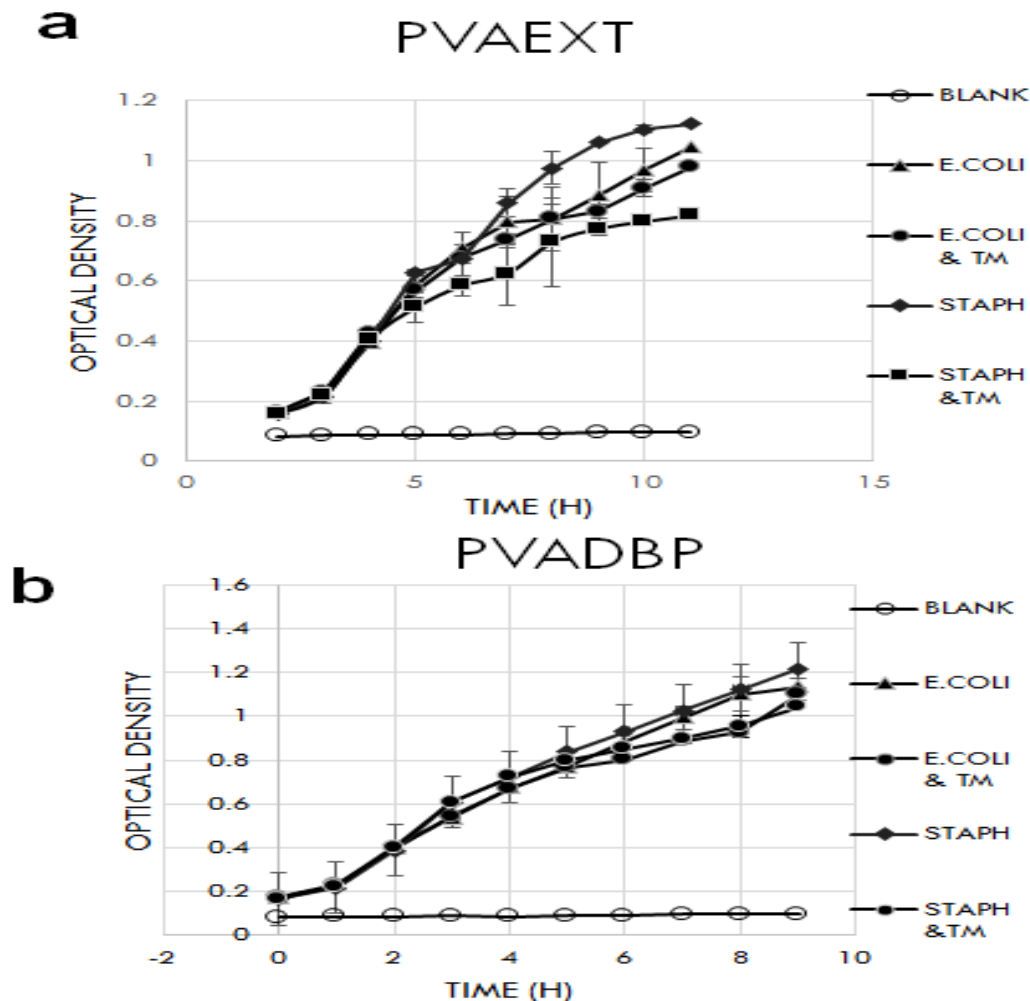 a
PVAEXT
OPTICAL DENSITY
1.2
1
0.8
0.6
0.4
0.2
0
0
5
10
15
TIME (H)
BLANK
E.COLI
E.COLI
& TM
STAPH
STAPH
&TM
b
PVADBP
OPTICAL DENSITY
1.6
1.4
1.2
1
0.8
0.6
0.4
0.2
0
-2
0
2
4
6
8
10
TIME (H)
BLANK
E.COLI
E.COLI
& TM
STAPH
STAPH
&TM